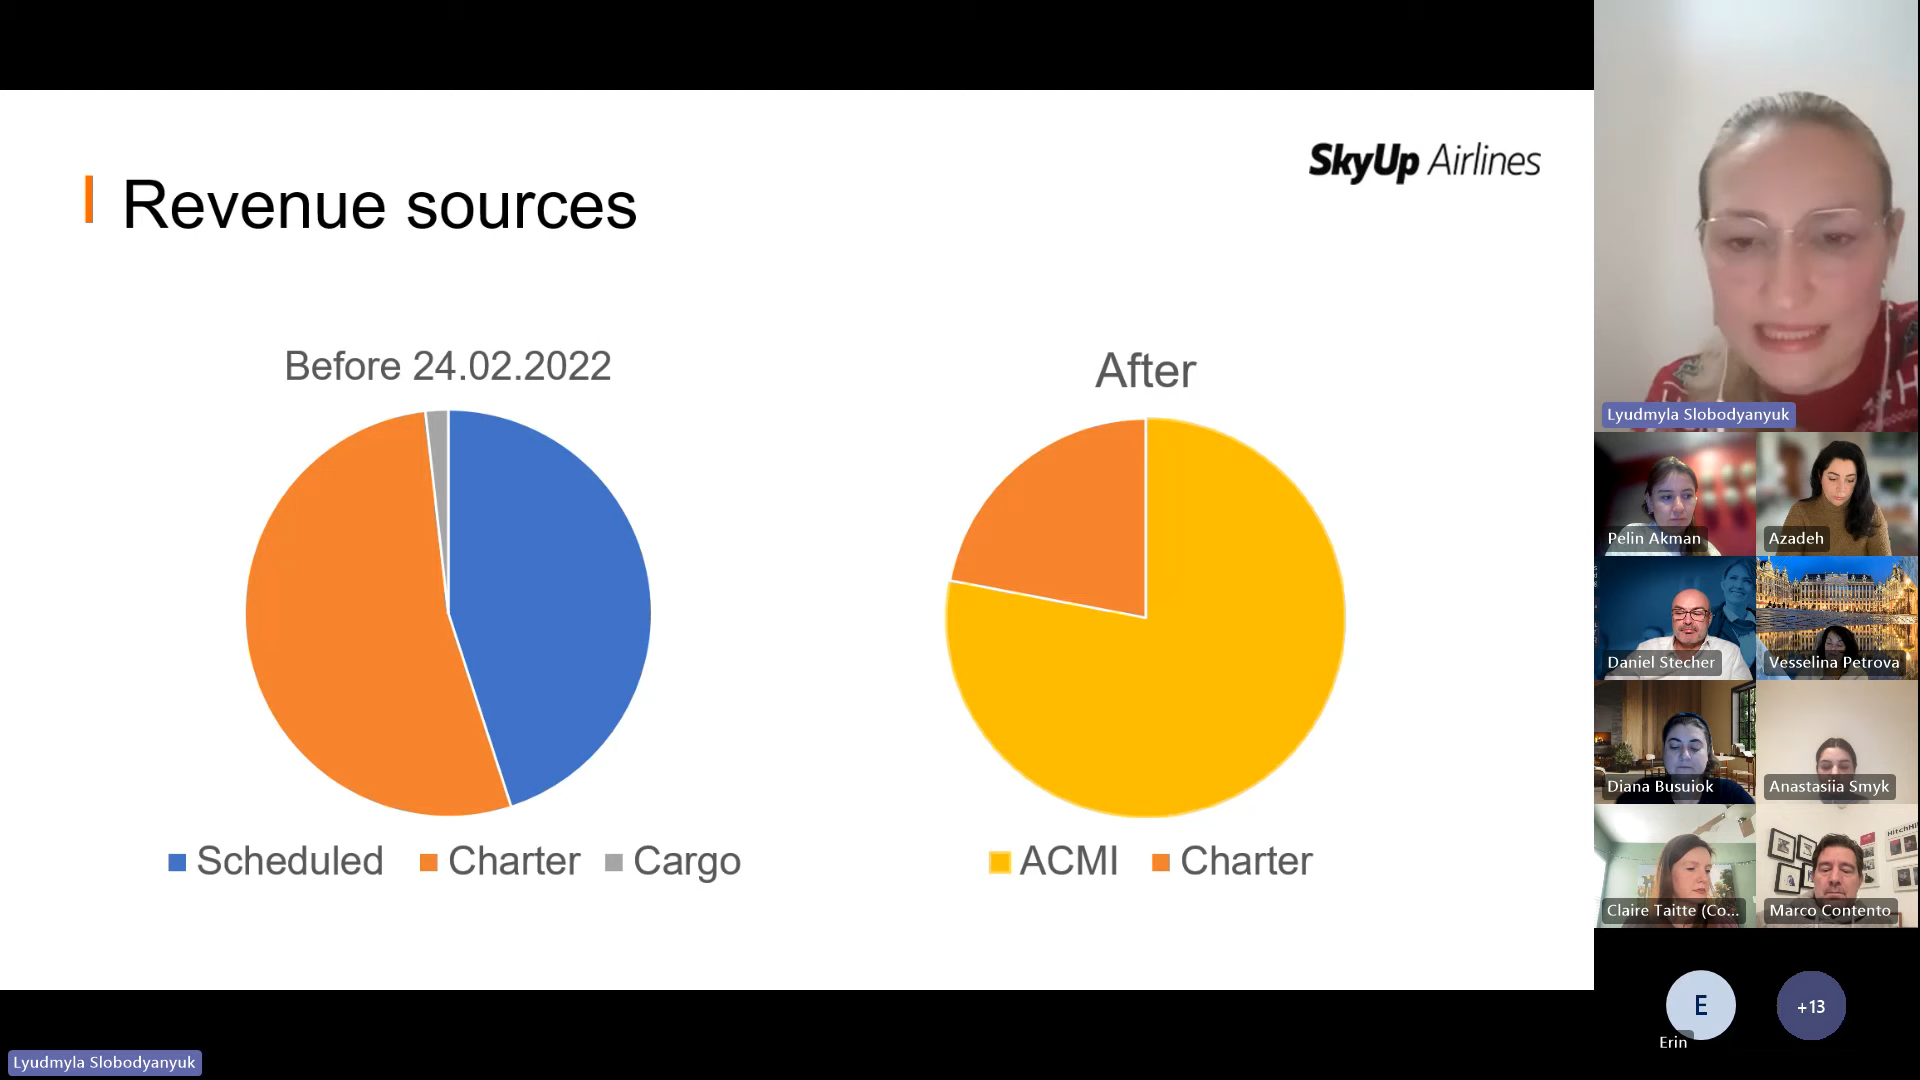 SkyUp Airlines
Revenue sources
Before 24.02.2022
After
Scheduled Charter Cargo
ACMI Charter
Lyudmyla Slobodyanyuk
Pelin Akman
Azadeh
Daniel Stecher
Vesselina Petrova
Diana Busuiok
Anastasiia Smyk
Claire Taitte (Co...
Marco Contento
E
+13
Erin
Lyudmyla Slobodyanyuk